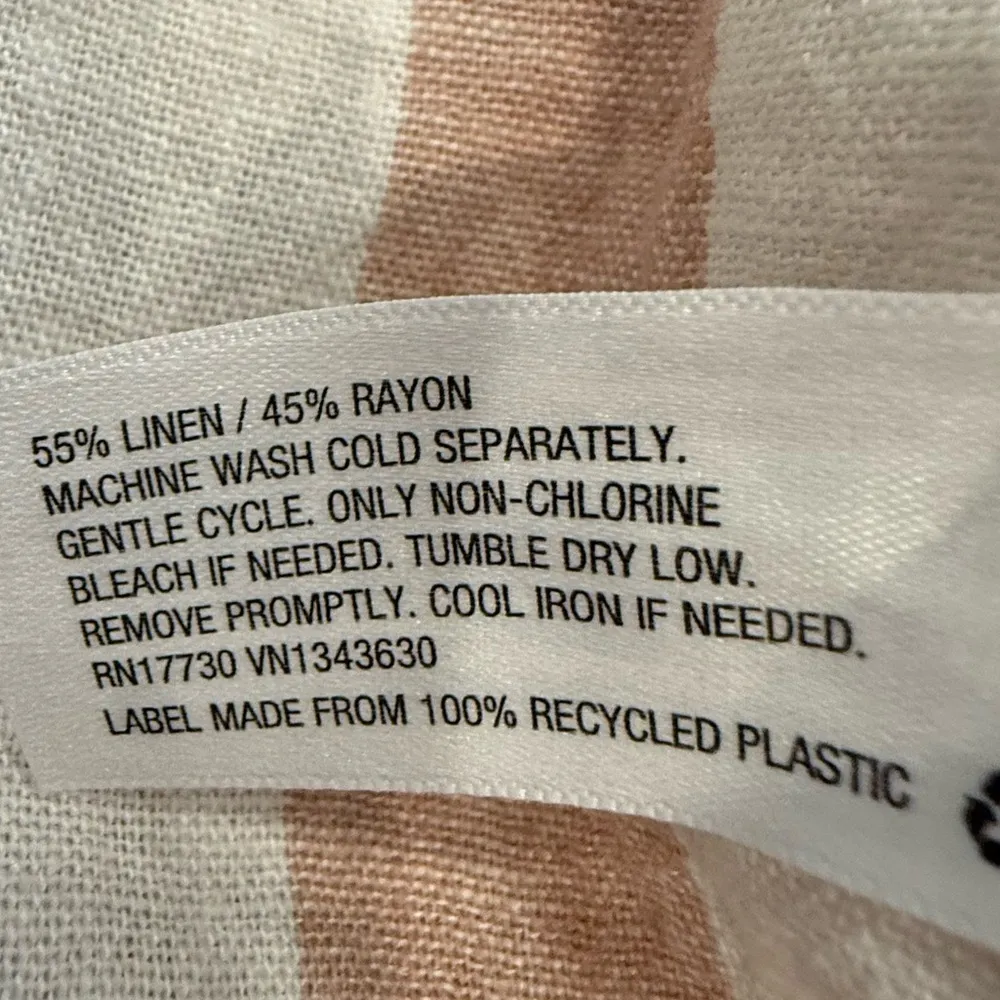 55% LINEN / 45% RAYON
MACHINE WASH COLD SEPARATELY.
GENTLE CYCLE. ONLY NON-CHLORINE
BLEACH IF NEEDED. TUMBLE DRY LOW.
REMOVE PROMPTLY. COOL IRON IF NEEDED.
RN17730 VN1343630
LABEL MADE FROM 100% RECYCLED PLASTIC